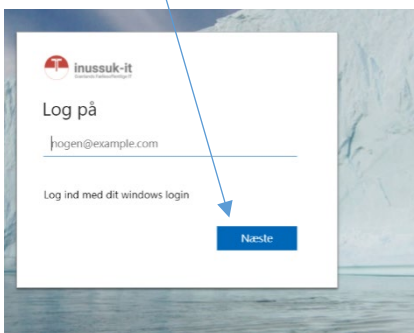 inussuk-it
Log på
nogen@example.com
Log ind med dit windows login
Næste